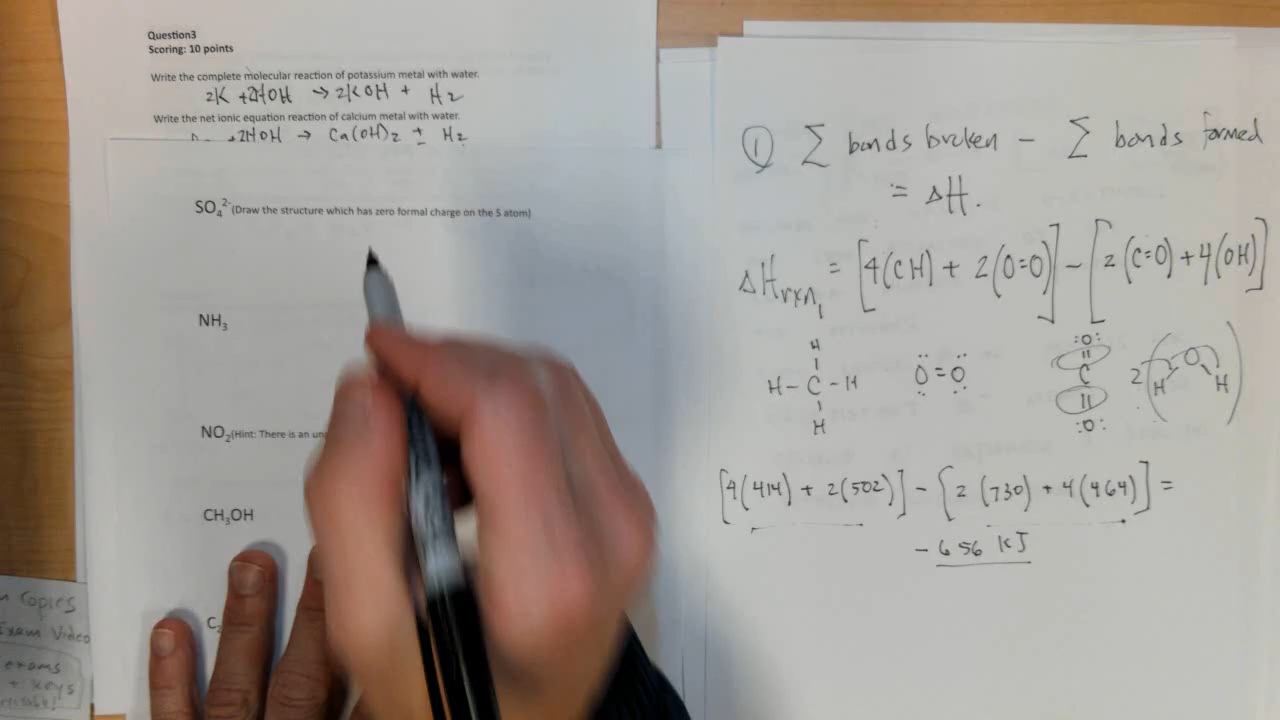 Question3
Scoring: 10 points
Write the complete molecular reaction of potassium metal with water.
2K + 2HOH → 2KOH + H₂
Write the net ionic equation reaction of calcium metal with water.
+ 2HOH → Ca(OH)₂ + H₂
SO₄²⁻ (Draw the structure which has zero formal charge on the S atom)
NH₃
NO₂(Hint: There is an
CH₃OH
Copies
Exam Video
exams
+ keys
① Σ bonds broken − Σ bonds formed
= ΔH.
ΔHrxn₁ = [4(CH) + 2(O=O)] − [2(C=O) + 4(OH)]
H
H − C − H
H
O = O
:O:
C
:O:
2(H O H)
[4(414) + 2(502)] − [2(730) + 4(464)] =
− 656 KJ